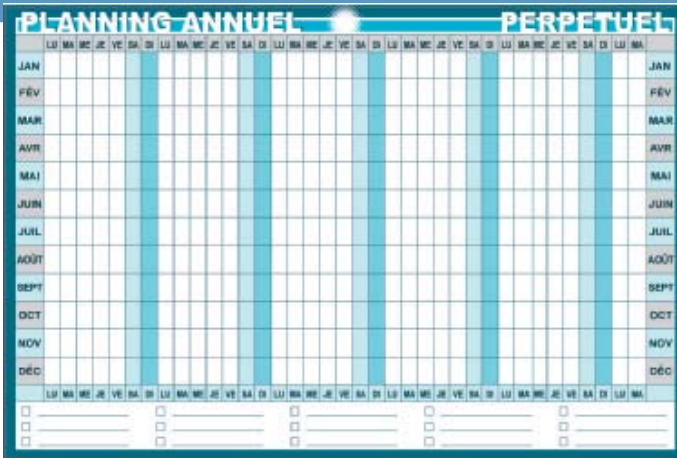 PLANNING ANNUEL PERPETUEL
LU MA ME JE VE SA DI LU MA ME JE VE SA DI LU MA ME JE VE SA DI LU MA ME JE VE SA DI LU MA ME JE VE SA DI LU MA
JAN JAN
FÉV FÉV
MAR MAR
AVR AVR
MAI MAI
JUIN JUIN
JUIL JUIL
AOÛT AOÛT
SEPT SEPT
OCT OCT
NOV NOV
DÉC DÉC
LU MA ME JE VE SA DI LU MA ME JE VE SA DI LU MA ME JE VE SA DI LU MA ME JE VE SA DI LU MA ME JE VE SA DI LU MA